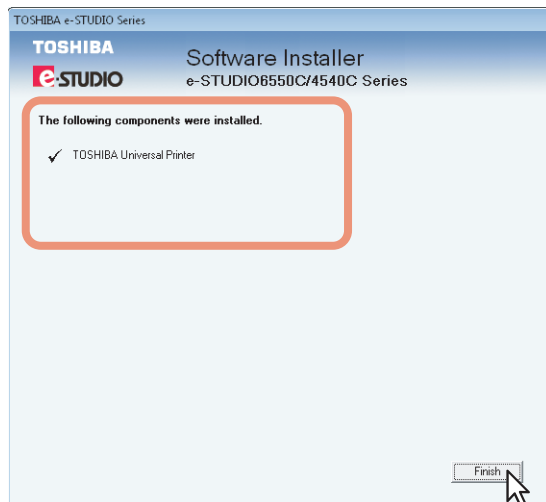 TOSHIBA e-STUDIO Series
TOSHIBA
e-STUDIO
Software Installer
e-STUDIO6550C/4540C Series
The following components were installed.
✓ TOSHIBA Universal Printer
Finish